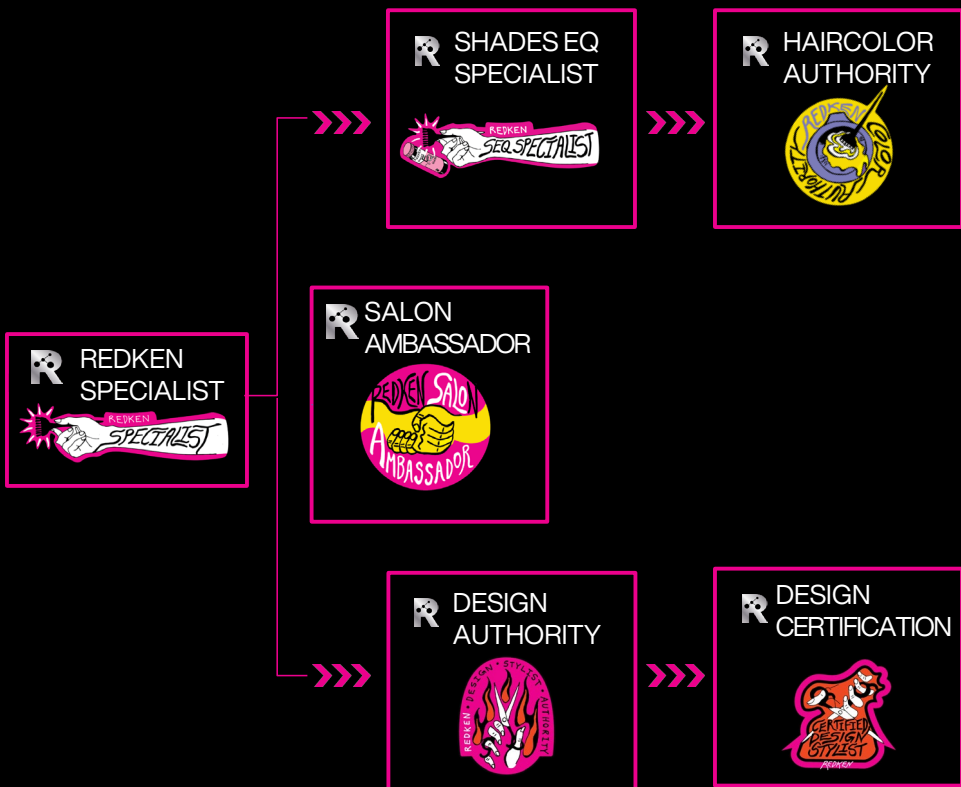 SHADES EQ
SPECIALIST
REDKEN
SEQ SPECIALIST
HAIRCOLOR
AUTHORITY
REDKEN
COLOR
AUTHORITY
SALON
AMBASSADOR
REDKEN SALON
AMBASSADOR
REDKEN
SPECIALIST
REDKEN
SPECIALIST
DESIGN
AUTHORITY
REDKEN • DESIGN • STYLIST • AUTHORITY
DESIGN
CERTIFICATION
CERTIFIED
DESIGN
STYLIST
REDKEN